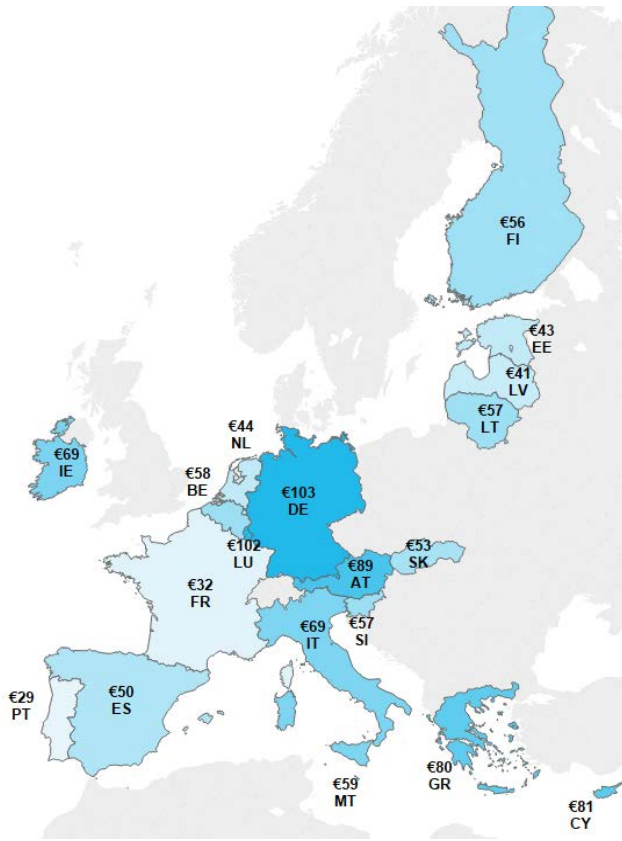 €56
FI
€43
EE
€41
LV
€57
LT
€44
NL
€69
IE
€58
BE
€103
DE
€102
LU
€53
SK
€89
AT
€32
FR
€57
SI
€69
IT
€29
PT
€50
ES
€59
MT
€80
GR
€81
CY